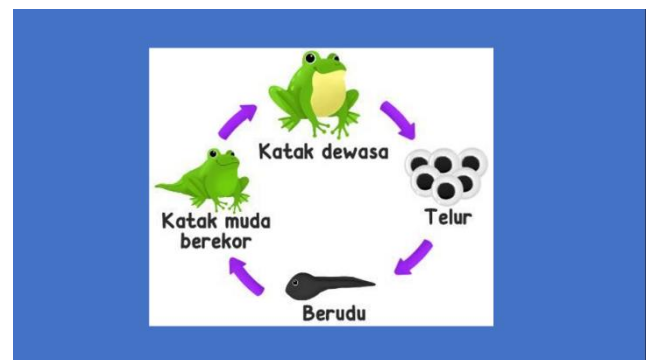 Katak dewasa
Telur
Berudu
Katak muda
berekor